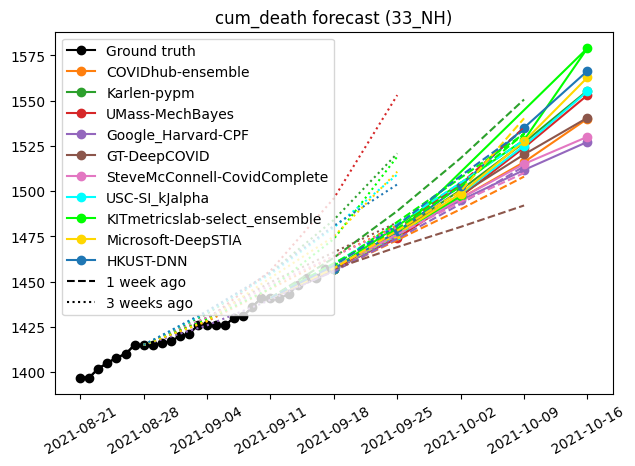 cum_death forecast (33_NH)
1575
1550
1525
1500
1475
1450
1425
1400
Ground truth
COVIDhub-ensemble
Karlen-pypm
UMass-MechBayes
Google_Harvard-CPF
GT-DeepCOVID
SteveMcConnell-CovidComplete
USC-SI_kJalpha
KITmetricslab-select_ensemble
Microsoft-DeepSTIA
HKUST-DNN
1 week ago
3 weeks ago
2021-08-21
2021-08-28
2021-09-04
2021-09-11
2021-09-18
2021-09-25
2021-10-02
2021-10-09
2021-10-16